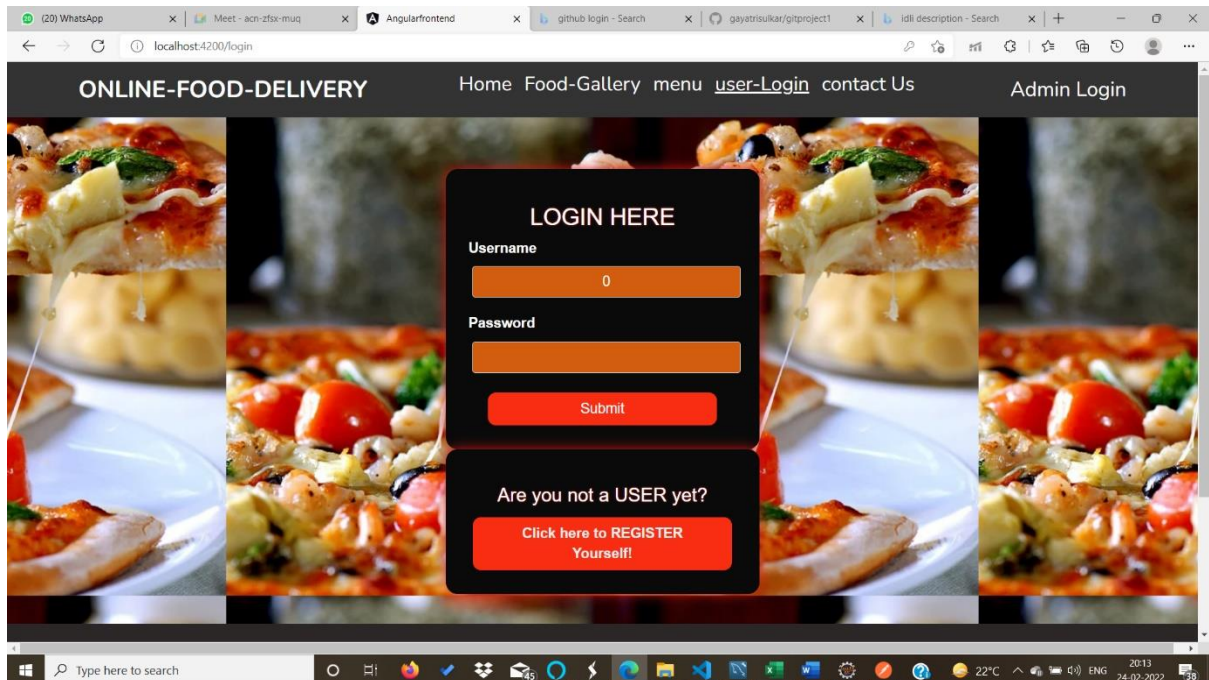 (20) WhatsApp
Meet - acn-zfsx-muq
Angularfrontend
github login - Search
gayatrisulkar/gitproject1
idli description - Search
localhost:4200/login
ONLINE-FOOD-DELIVERY
Home Food-Gallery menu user-Login contact Us
Admin Login
LOGIN HERE
Username
0
Password
Submit
Are you not a USER yet?
Click here to REGISTER
Yourself!
Type here to search
45
22°C
ENG
20:13
24-02-2022
38